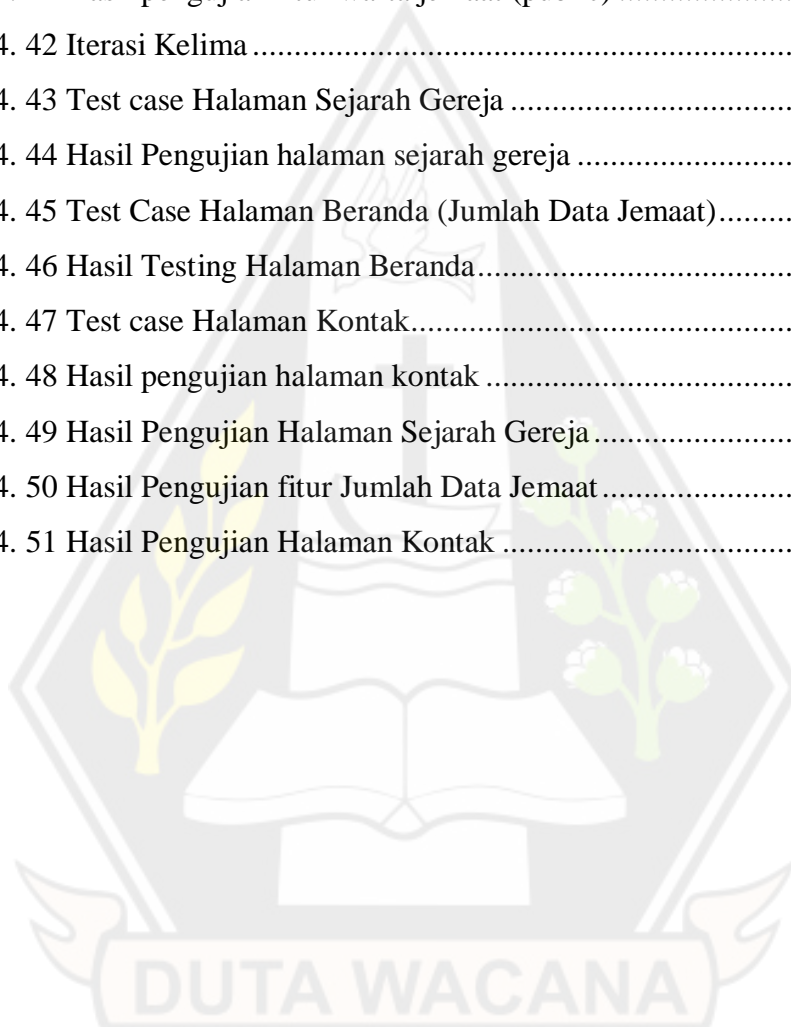 4. 42 Iterasi Kelima ........................................................................
4. 43 Test case Halaman Sejarah Gereja .....................................
4. 44 Hasil Pengujian halaman sejarah gereja ............................
4. 45 Test Case Halaman Beranda (Jumlah Data Jemaat)..........
4. 46 Hasil Testing Halaman Beranda..........................................
4. 47 Test case Halaman Kontak...................................................
4. 48 Hasil pengujian halaman kontak ........................................
4. 49 Hasil Pengujian Halaman Sejarah Gereja ..........................
4. 50 Hasil Pengujian fitur Jumlah Data Jemaat .........................
4. 51 Hasil Pengujian Halaman Kontak ......................................
DUTA WACANA